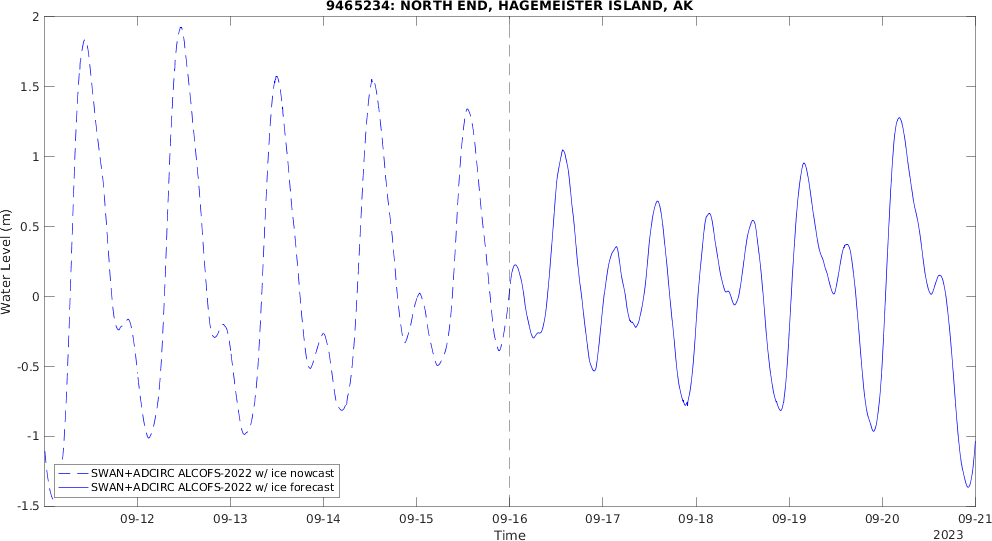 9465234: NORTH END, HAGEMEISTER ISLAND, AK
2
1.5
1
0.5
0
-0.5
-1
-1.5
Water Level (m)
SWAN+ADCIRC ALCOFS-2022 w/ ice nowcast
SWAN+ADCIRC ALCOFS-2022 w/ ice forecast
09-12 09-13 09-14 09-15 09-16 09-17 09-18 09-19 09-20 09-21
Time
2023